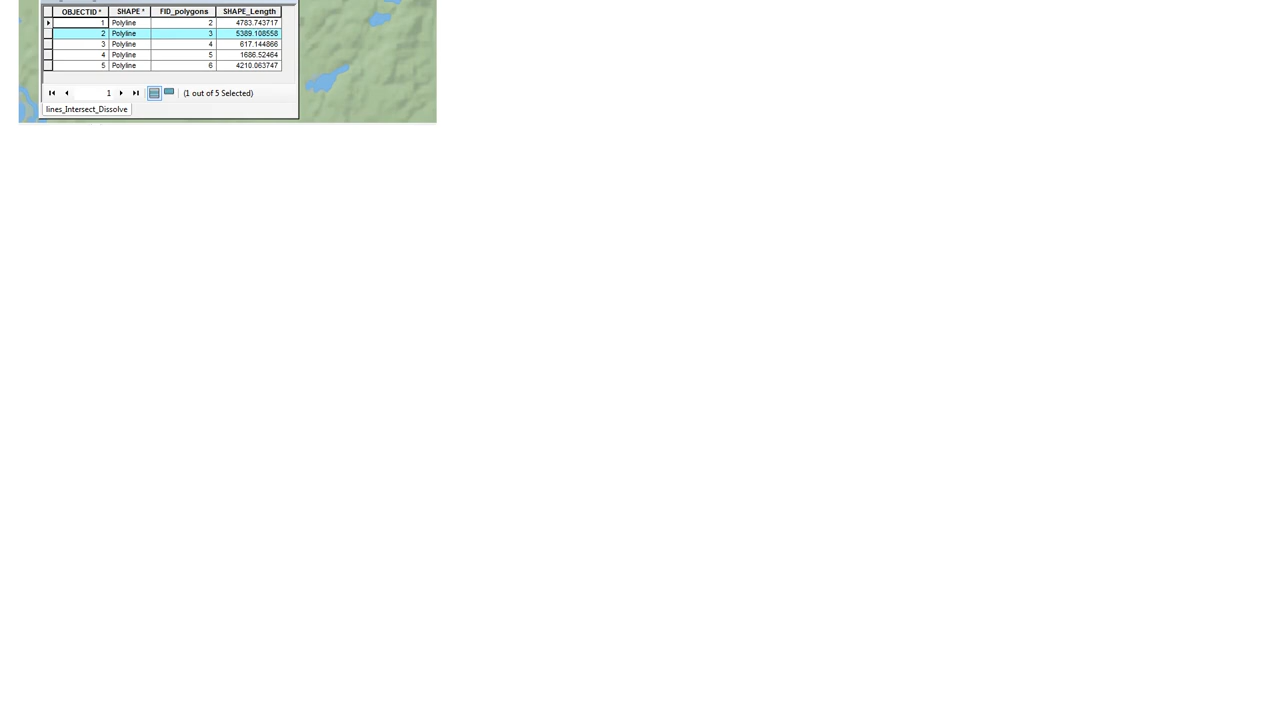 OBJECTID * SHAPE * FID_polygons SHAPE_Length
1 Polyline 2 4783.743717
2 Polyline 3 5389.108558
3 Polyline 4 617.144866
4 Polyline 5 1686.52464
5 Polyline 6 4210.063747
1 (1 out of 5 Selected)
lines_Intersect_Dissolve